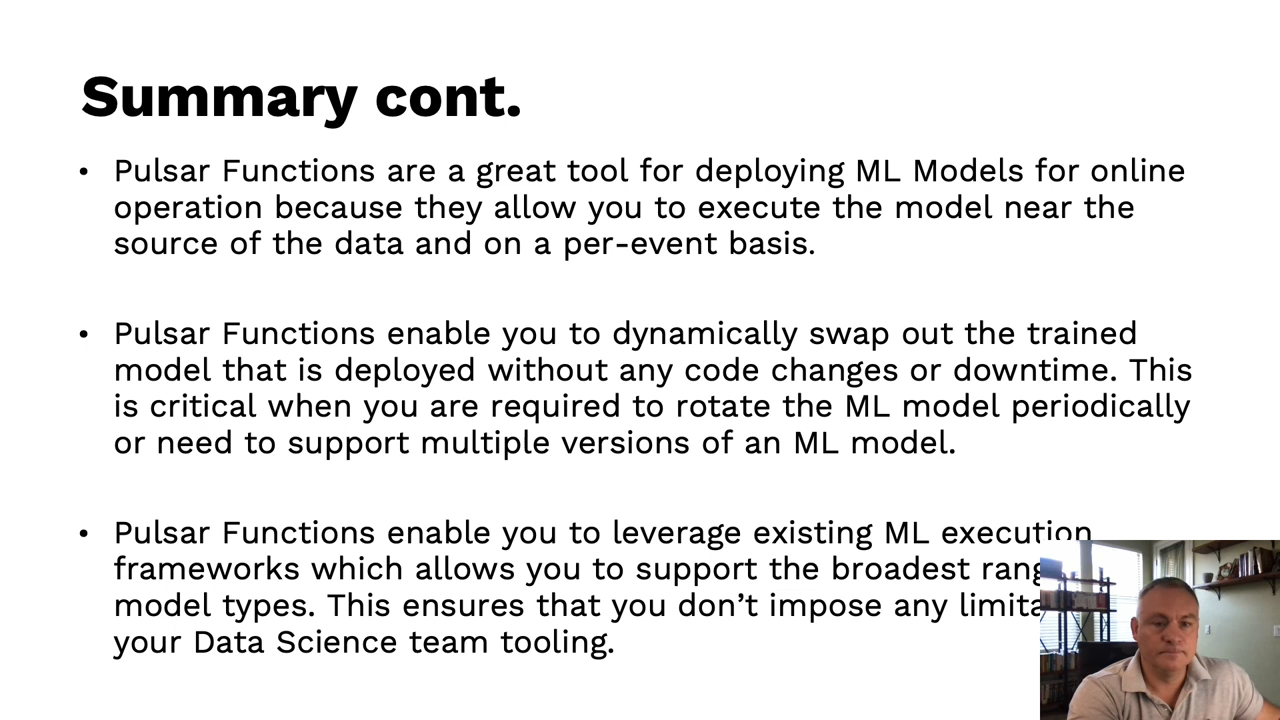 Summary cont.
• Pulsar Functions are a great tool for deploying ML Models for online
operation because they allow you to execute the model near the
source of the data and on a per-event basis.
• Pulsar Functions enable you to dynamically swap out the trained
model that is deployed without any code changes or downtime. This
is critical when you are required to rotate the ML model periodically
or need to support multiple versions of an ML model.
• Pulsar Functions enable you to leverage existing ML execution
frameworks which allows you to support the broadest
model types. This ensures that you don’t impose any
your Data Science team tooling.